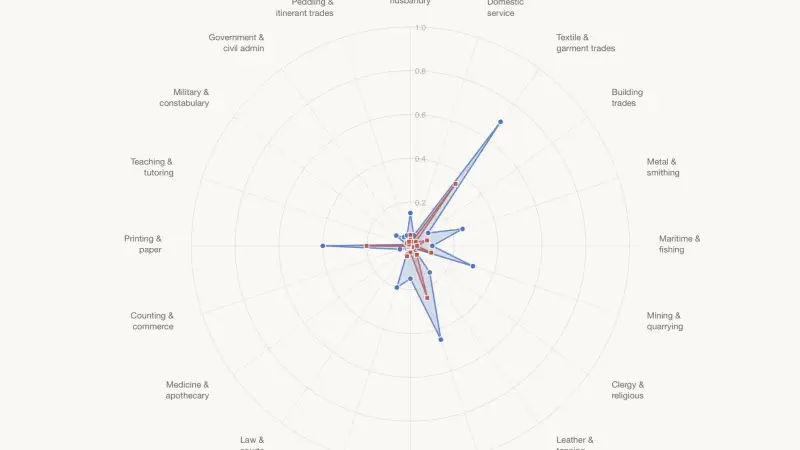 Peddling &
itinerant trades
husbandry
Domestic
service
Government &
civil admin
Textile &
garment trades
Military &
constabulary
Building
trades
Teaching &
tutoring
Metal &
smithing
Printing &
paper
Maritime &
fishing
Counting &
commerce
Mining &
quarrying
Medicine &
apothecary
Clergy &
religious
Law &
courts
Leather &
tanning
1.0
0.8
0.6
0.4
0.2